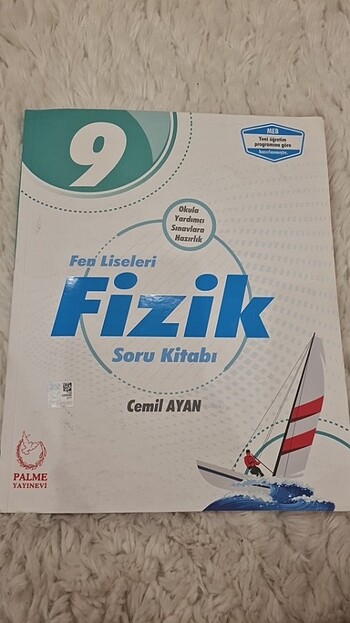 9
MEB
Yeni öğretim
programına göre
hazırlanmıştır.
Okula
Yardımcı
Sınavlara
Hazırlık
Fen Liseleri
Fizik
Soru Kitabı
Cemil AYAN
PALME
YAYINEVİ